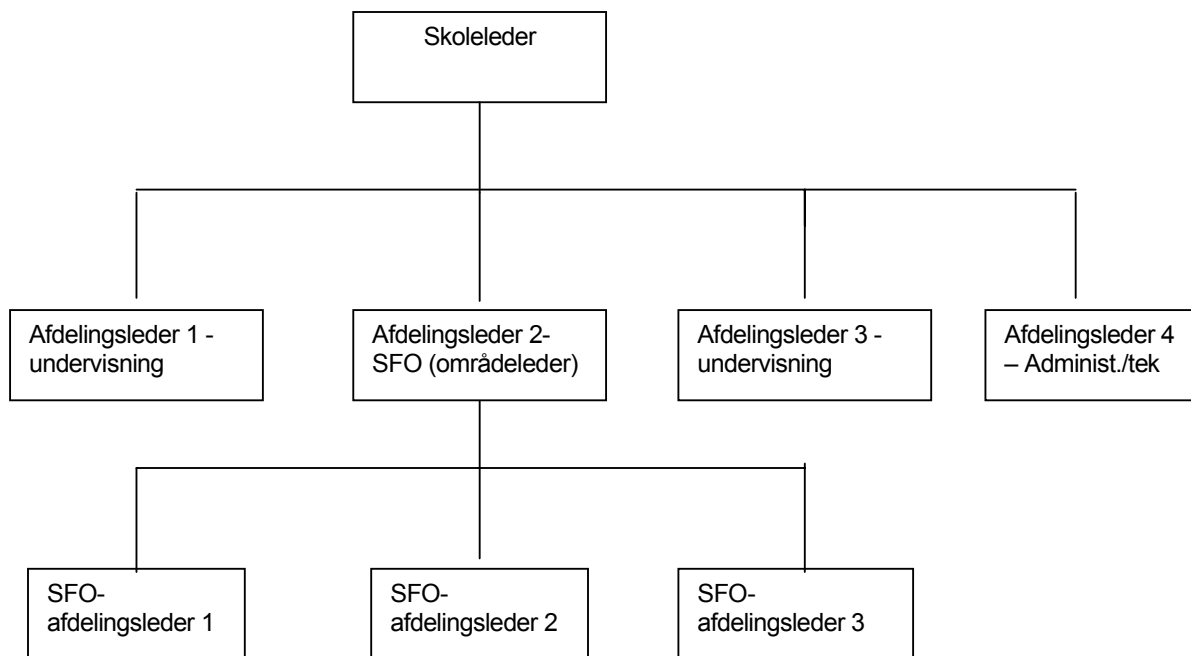 Skoleleder
Afdelingsleder 1 -
undervisning
Afdelingsleder 2-
SFO (områdeleder)
Afdelingsleder 3 -
undervisning
Afdelingsleder 4
– Administ./tek
SFO-
afdelingsleder 1
SFO-
afdelingsleder 2
SFO-
afdelingsleder 3